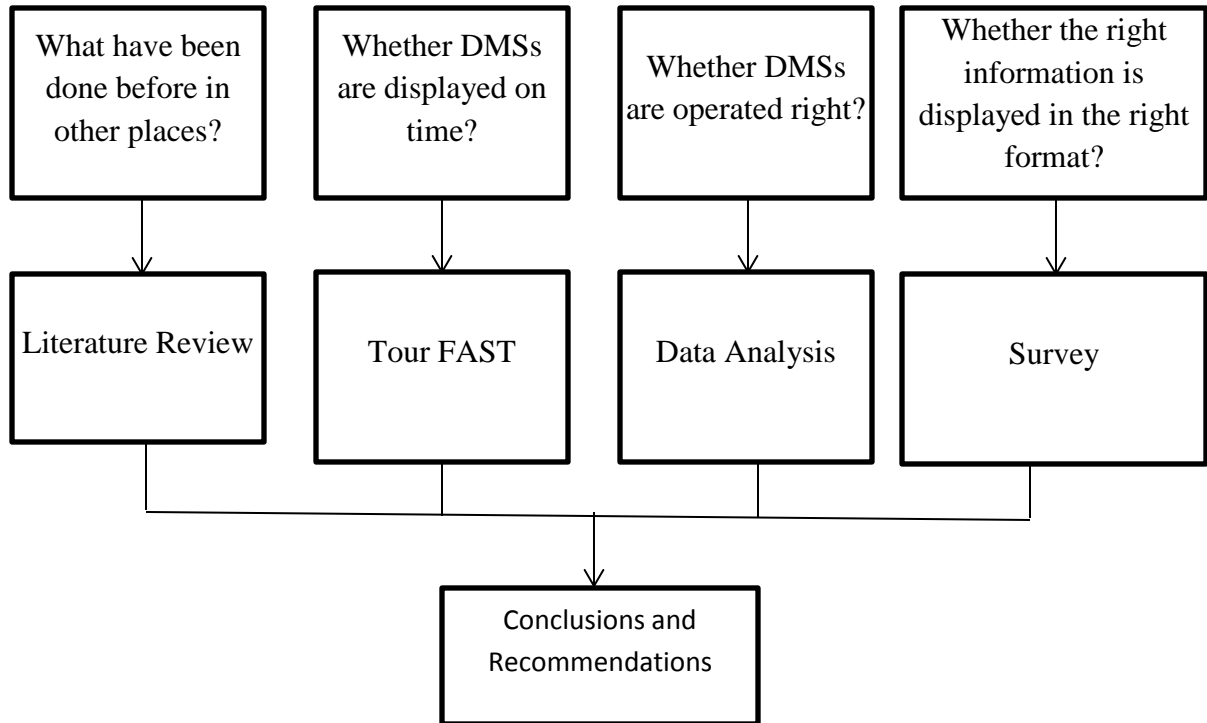 What have been
done before in
other places?
Whether DMSs
are displayed on
time?
Whether DMSs
are operated right?
Whether the right
information is
displayed in the right
format?
Literature Review
Tour FAST
Data Analysis
Survey
Conclusions and
Recommendations